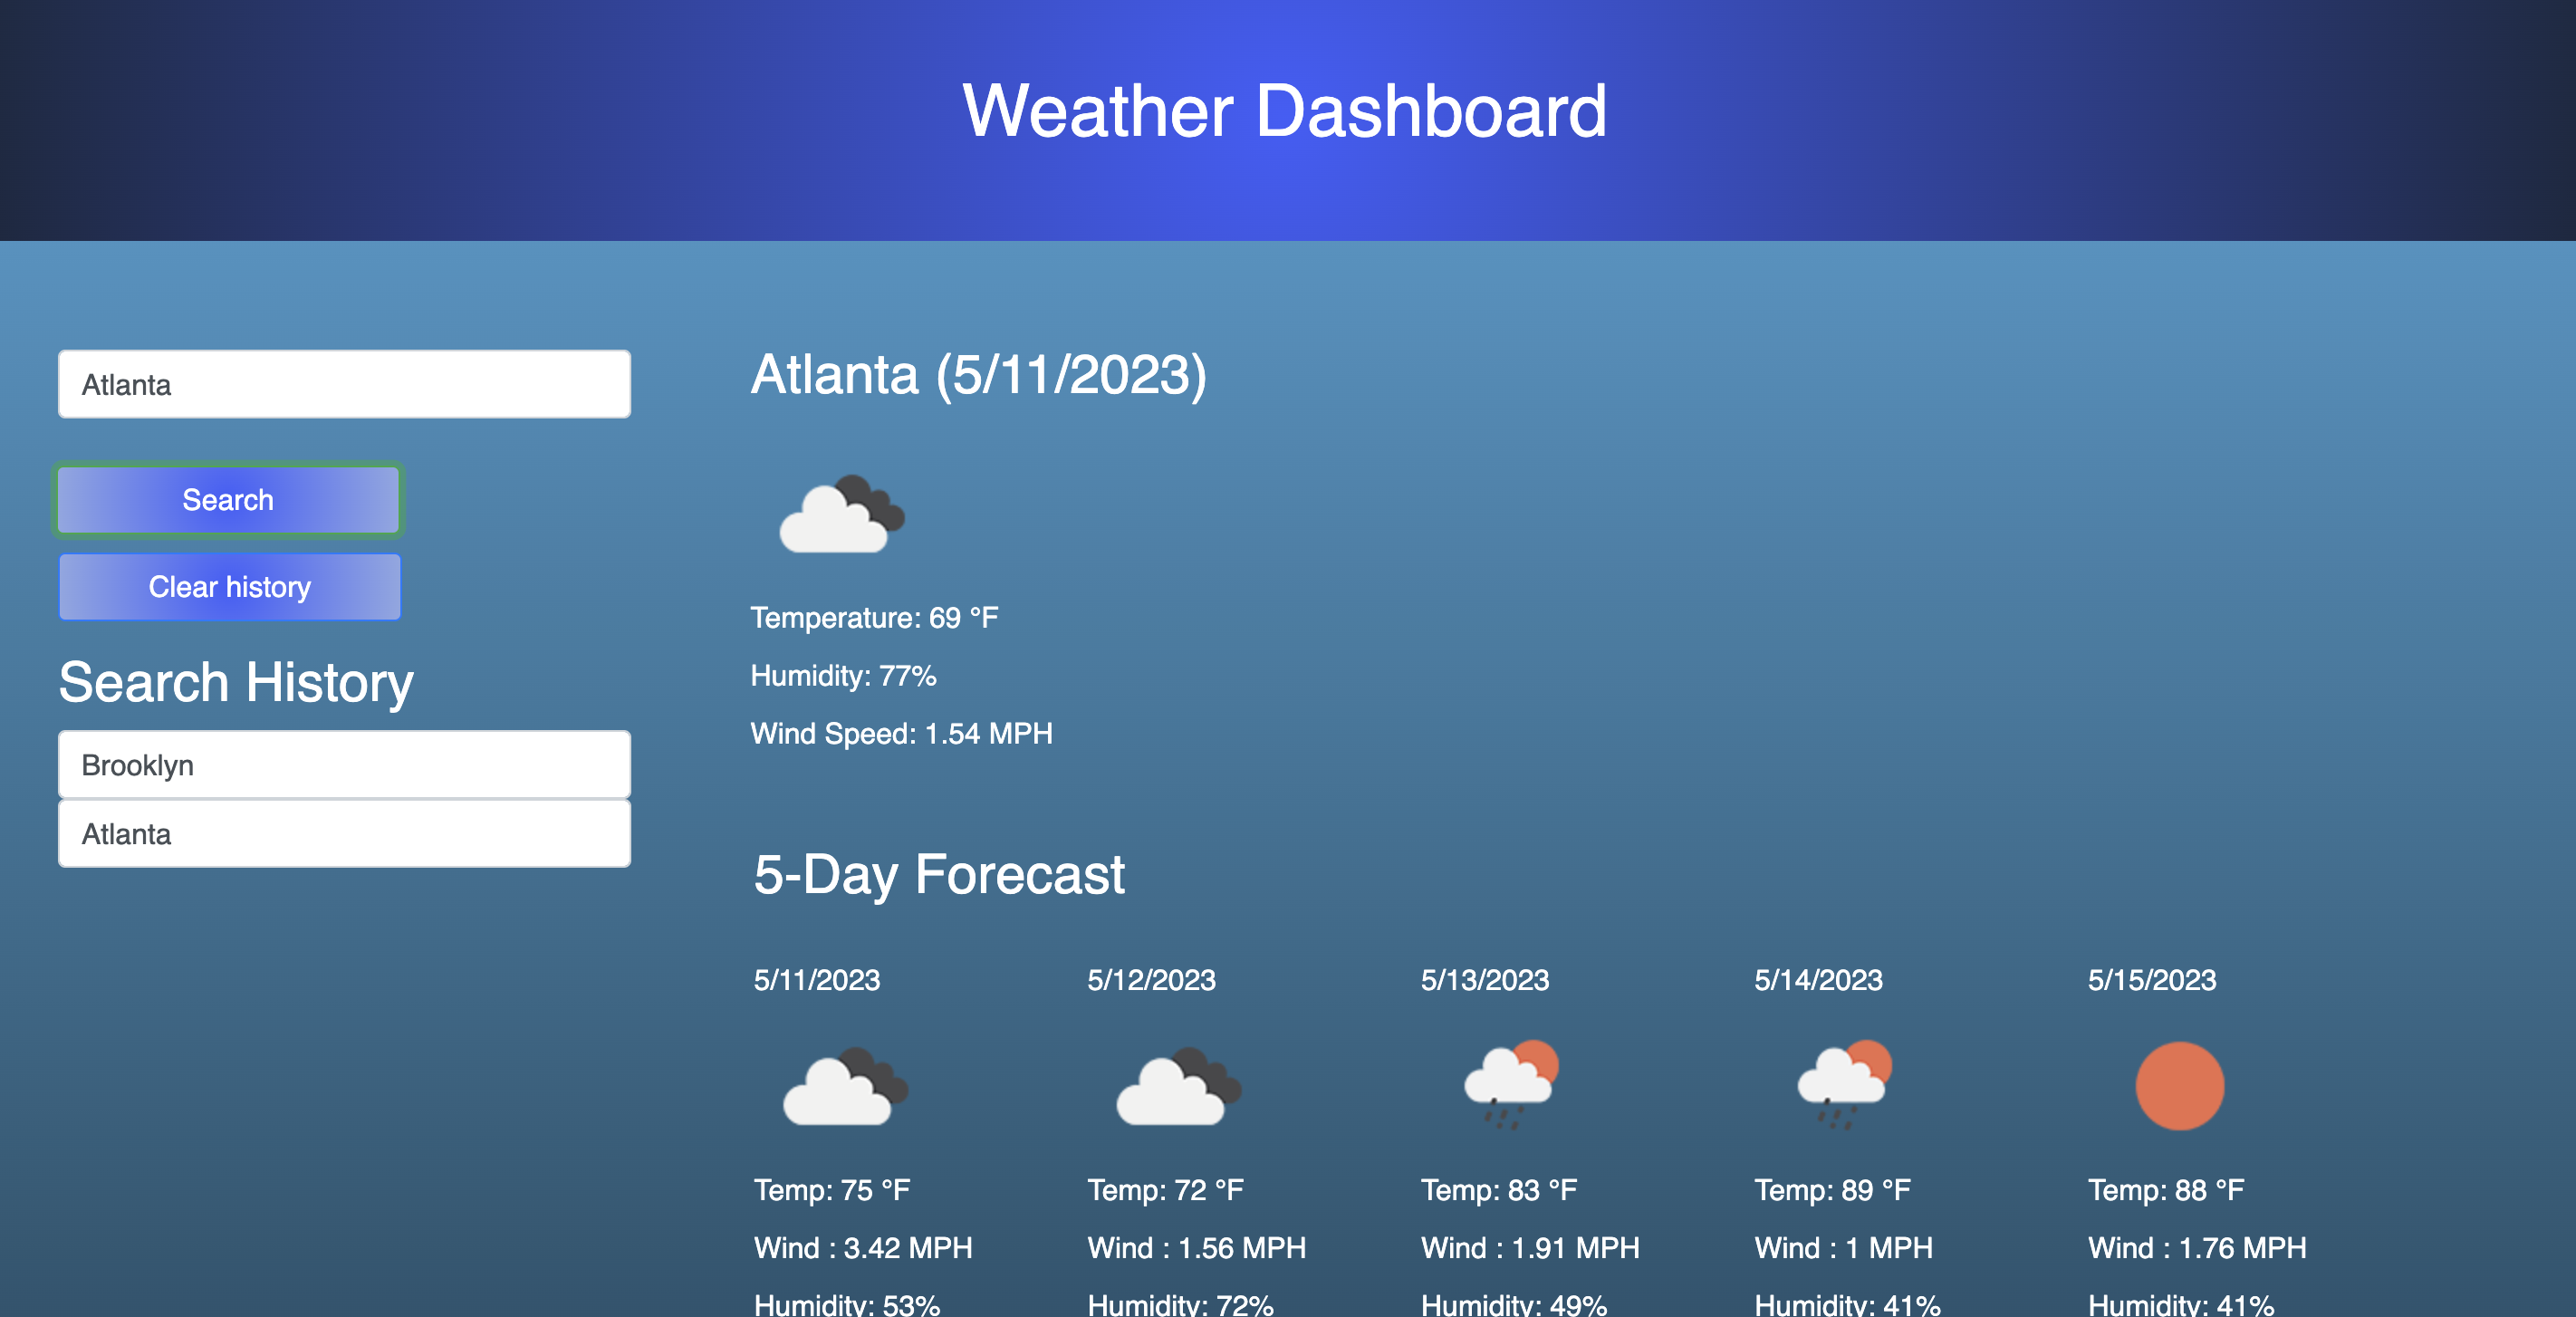 Weather Dashboard
Atlanta
Search
Clear history
Search History
Brooklyn
Atlanta
Atlanta (5/11/2023)
Temperature: 69 °F
Humidity: 77%
Wind Speed: 1.54 MPH
5-Day Forecast
5/11/2023
Temp: 75 °F
Wind : 3.42 MPH
Humidity: 53%
5/12/2023
Temp: 72 °F
Wind : 1.56 MPH
Humidity: 72%
5/13/2023
Temp: 83 °F
Wind : 1.91 MPH
Humidity: 49%
5/14/2023
Temp: 89 °F
Wind : 1 MPH
Humidity: 41%
5/15/2023
Temp: 88 °F
Wind : 1.76 MPH
Humidity: 41%